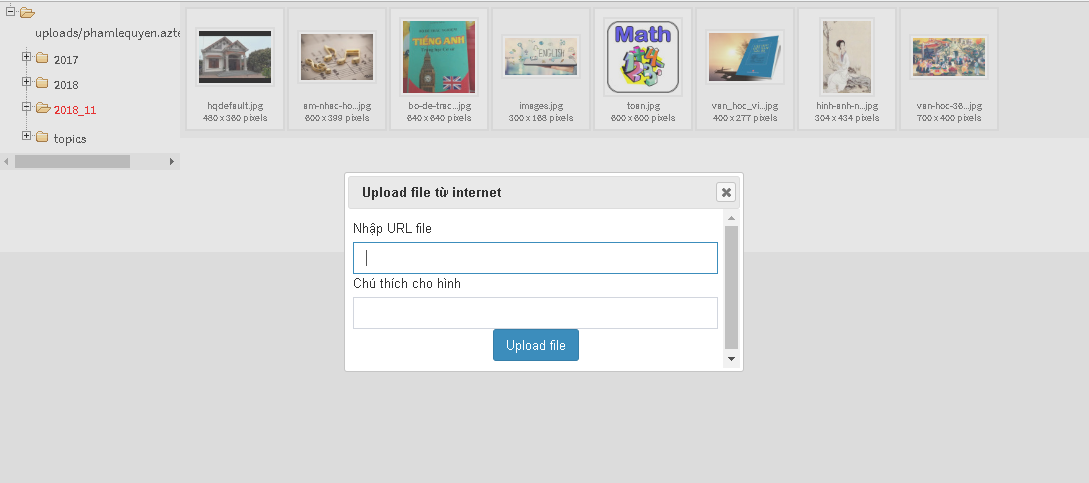 uploads/phamlequyen.azte
2017
2018
2018_11
topics
hqdefault.jpg
480 x 360 pixels
am-nhac-ho...jpg
600 x 399 pixels
TIẾNG ANH
bo-de-trac...jpg
640 x 640 pixels
ENGLISH
images.jpg
300 x 168 pixels
Math
toan.jpg
600 x 600 pixels
van_hoc_vi...jpg
400 x 277 pixels
hinh-anh-n...jpg
304 x 434 pixels
van-hoc-36...jpg
700 x 400 pixels
Upload file từ internet
Nhập URL file
Chú thích cho hình
Upload file